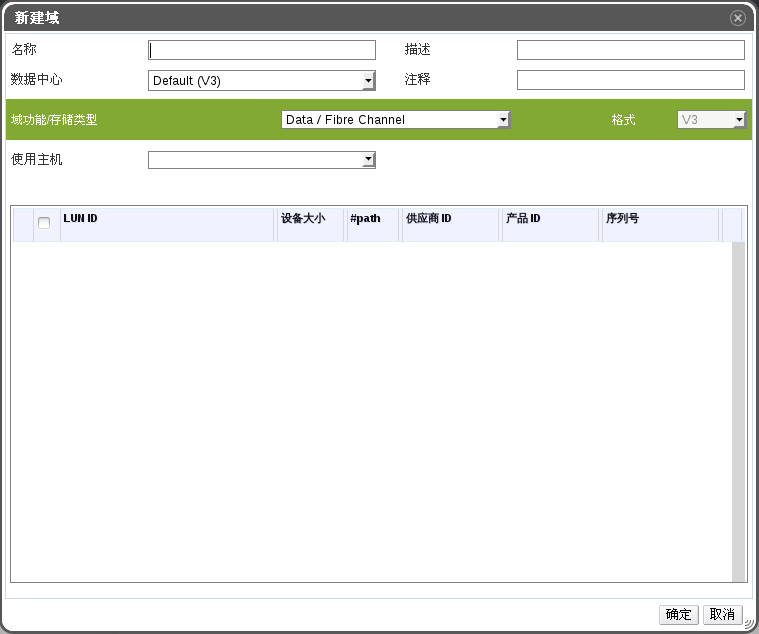 新建域
名称 描述
数据中心 Default (V3) 注释
域功能/存储类型 Data / Fibre Channel 格式 V3
使用主机
LUN ID 设备大小 #path 供应商 ID 产品 ID 序列号
确定 取消